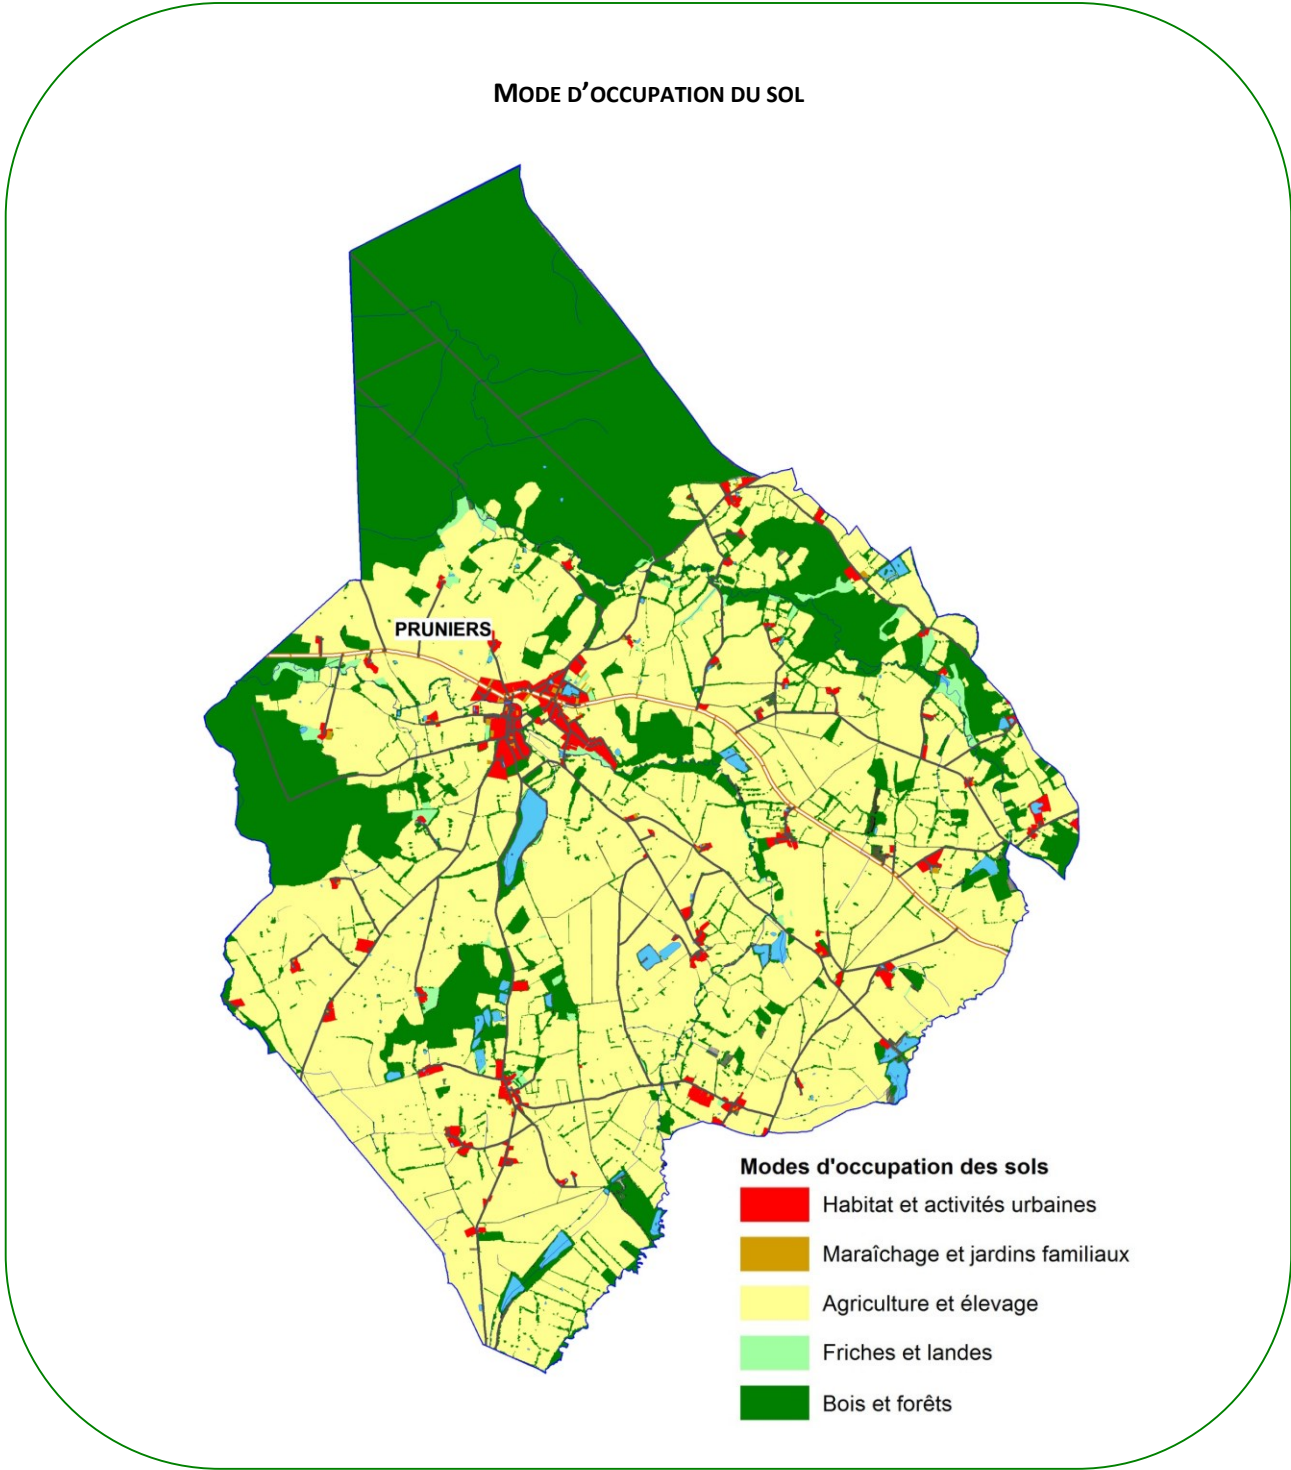 MODE D'OCCUPATION DU SOL
PRUNIERS
Modes d'occupation des sols
Habitat et activités urbaines
Maraîchage et jardins familiaux
Agriculture et élevage
Friches et landes
Bois et forêts